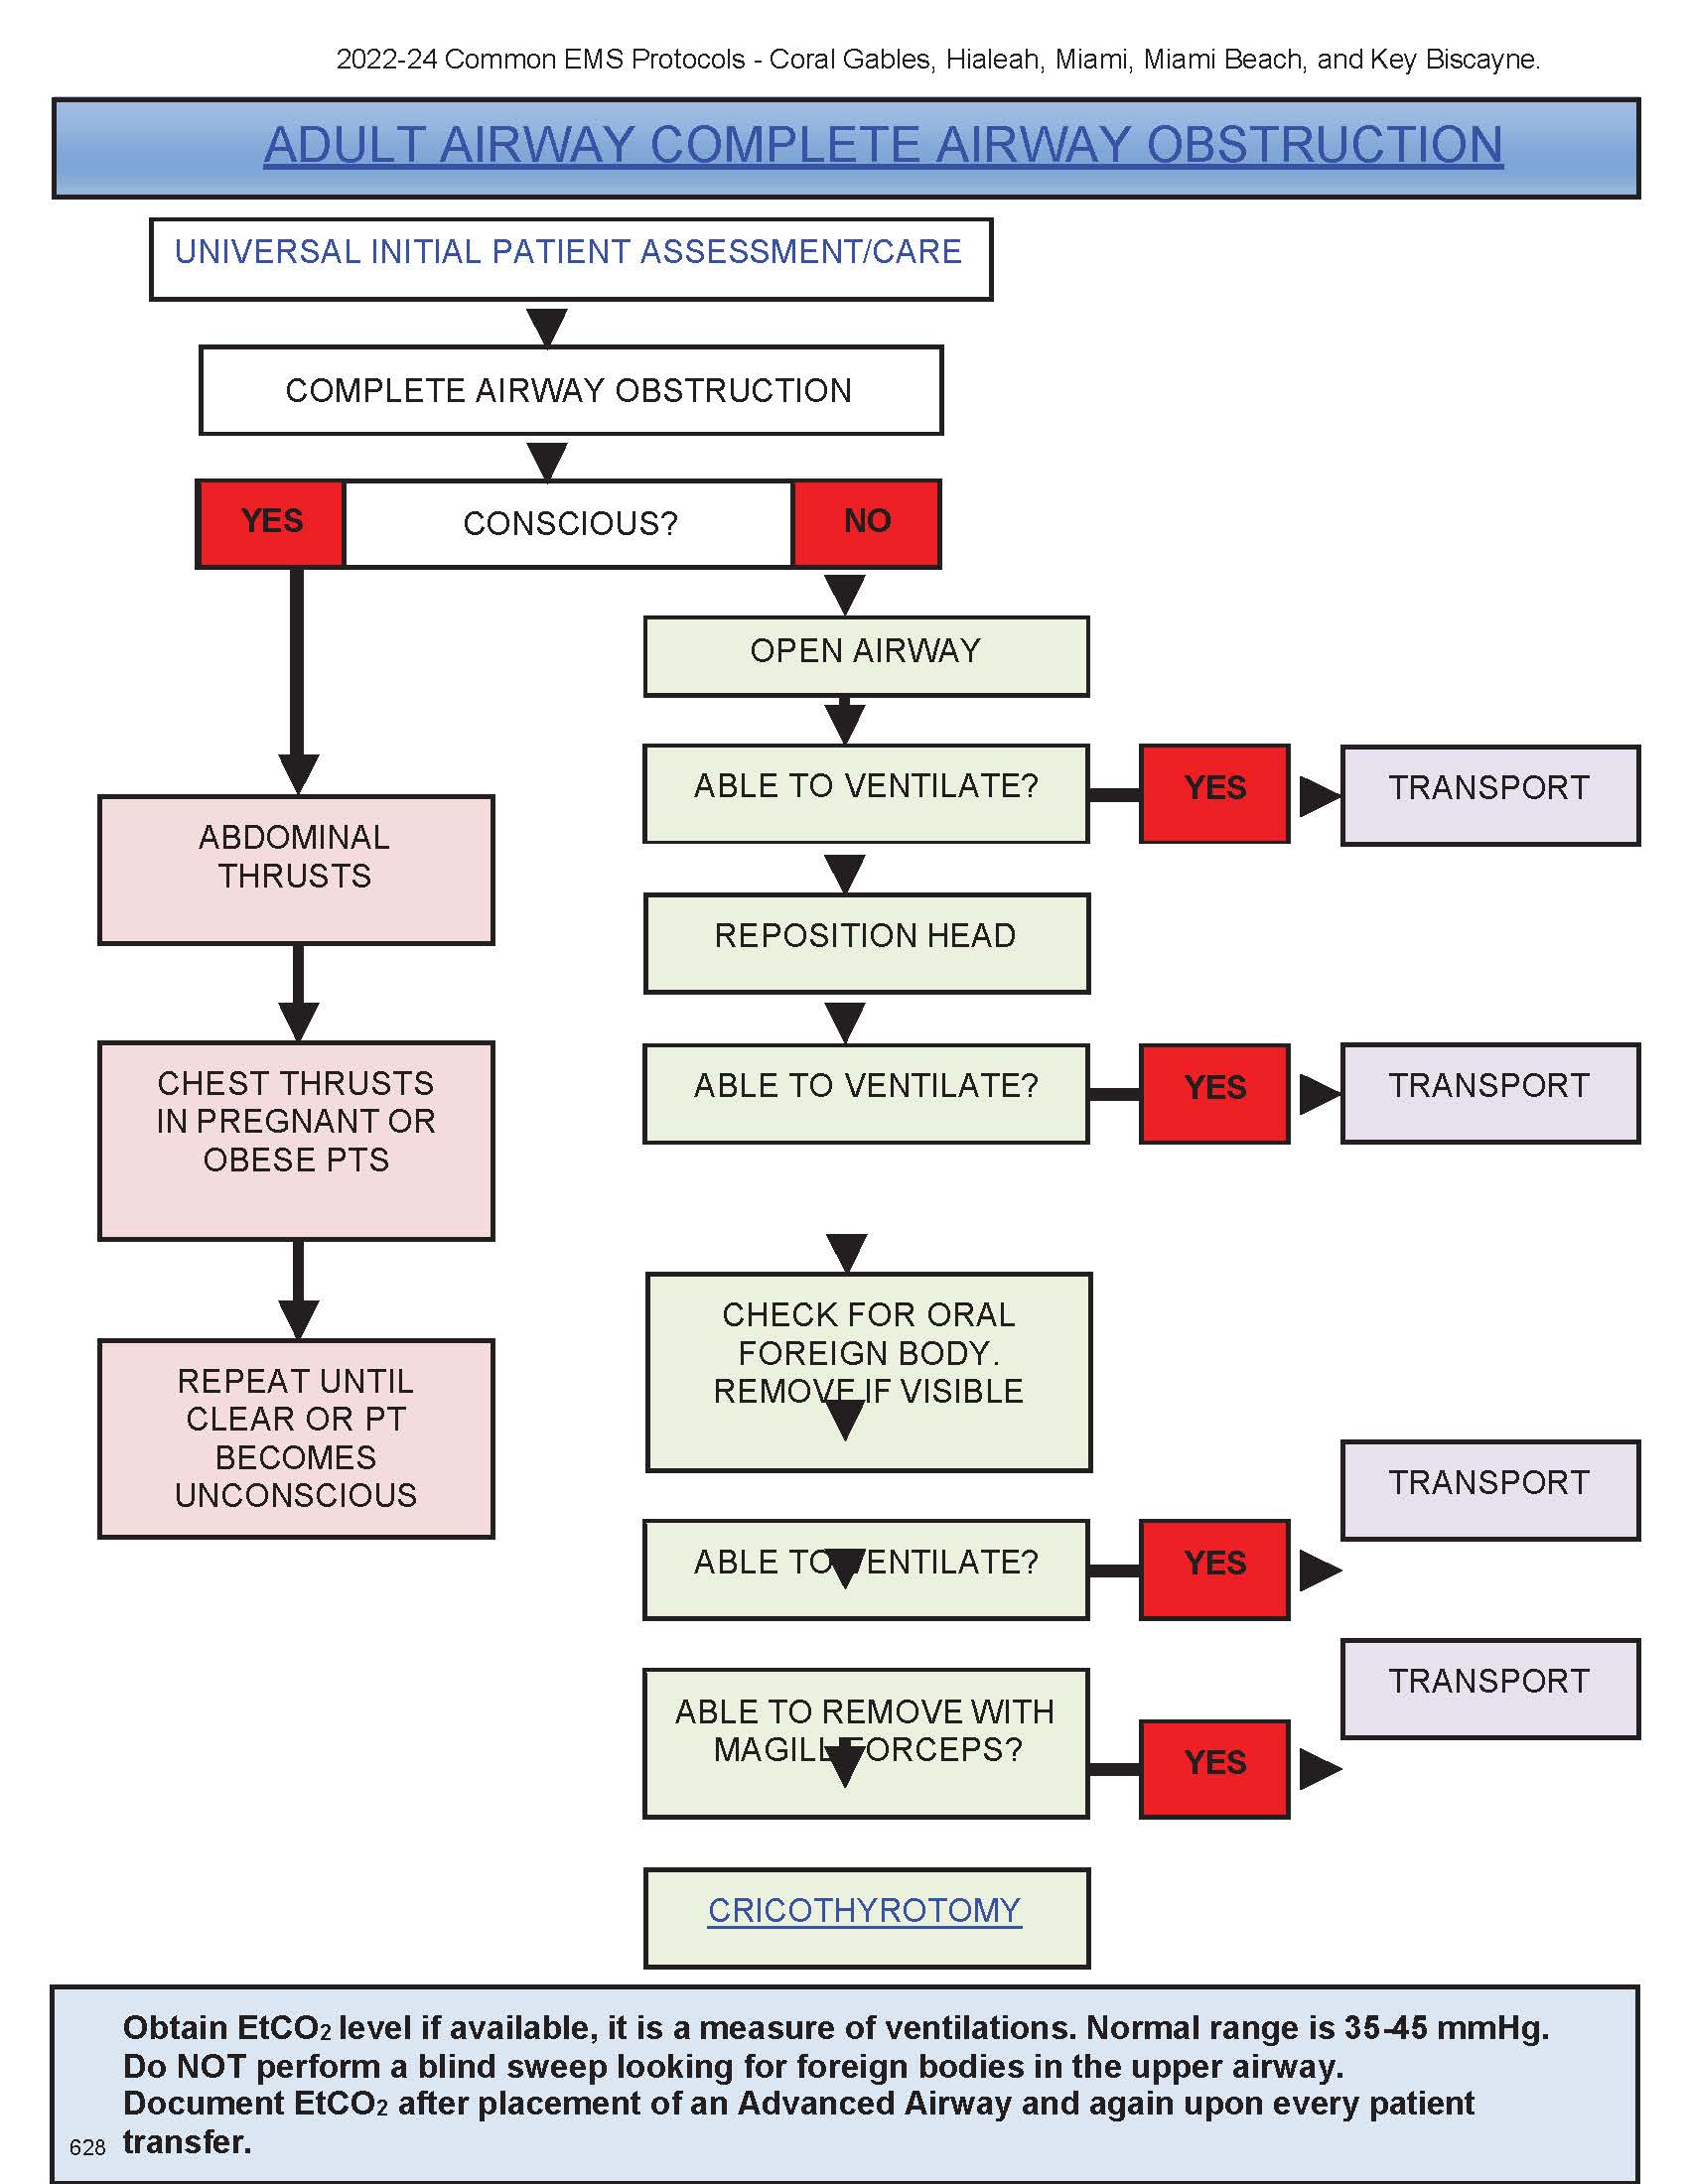 2022-24 Common EMS Protocols - Coral Gables, Hialeah, Miami, Miami Beach, and Key Biscayne.
ADULT AIRWAY COMPLETE AIRWAY OBSTRUCTION
UNIVERSAL INITIAL PATIENT ASSESSMENT/CARE
COMPLETE AIRWAY OBSTRUCTION
YES
CONSCIOUS?
NO
OPEN AIRWAY
ABLE TO VENTILATE?
YES
TRANSPORT
ABDOMINAL
THRUSTS
REPOSITION HEAD
CHEST THRUSTS
IN PREGNANT OR
OBESE PTS
ABLE TO VENTILATE?
YES
TRANSPORT
CHECK FOR ORAL
FOREIGN BODY.
REMOVE IF VISIBLE
REPEAT UNTIL
CLEAR OR PT
BECOMES
UNCONSCIOUS
TRANSPORT
ABLE TO VENTILATE?
YES
TRANSPORT
ABLE TO REMOVE WITH
MAGILL FORCEPS?
YES
CRICOTHYROTOMY
Obtain EtCO2 level if available, it is a measure of ventilations. Normal range is 35-45 mmHg.
Do NOT perform a blind sweep looking for foreign bodies in the upper airway.
Document EtCO2 after placement of an Advanced Airway and again upon every patient
transfer.
628